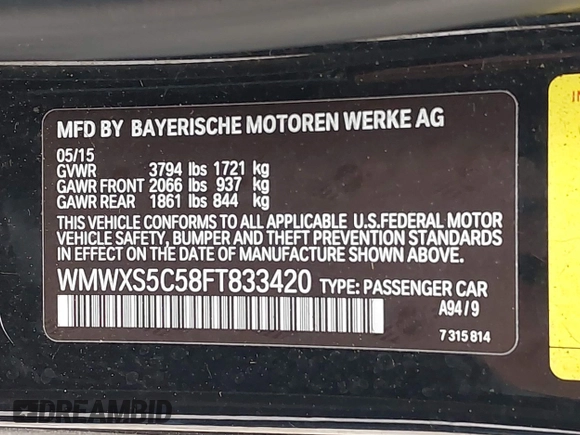 MFD BY BAYERISCHE MOTOREN WERKE AG
05/15
GVWR 3794 lbs 1721 kg
GAWR FRONT 2066 lbs 937 kg
GAWR REAR 1861 lbs 844 kg
THIS VEHICLE CONFORMS TO ALL APPLICABLE U.S.FEDERAL MOTOR
VEHICLE SAFETY, BUMPER AND THEFT PREVENTION STANDARDS
IN EFFECT ON THE DATE OF MANUFACTURE SHOWN ABOVE.
WMWXS5C58FT833420 TYPE: PASSENGER CAR
A94/9
7 315 814
DREAMBID